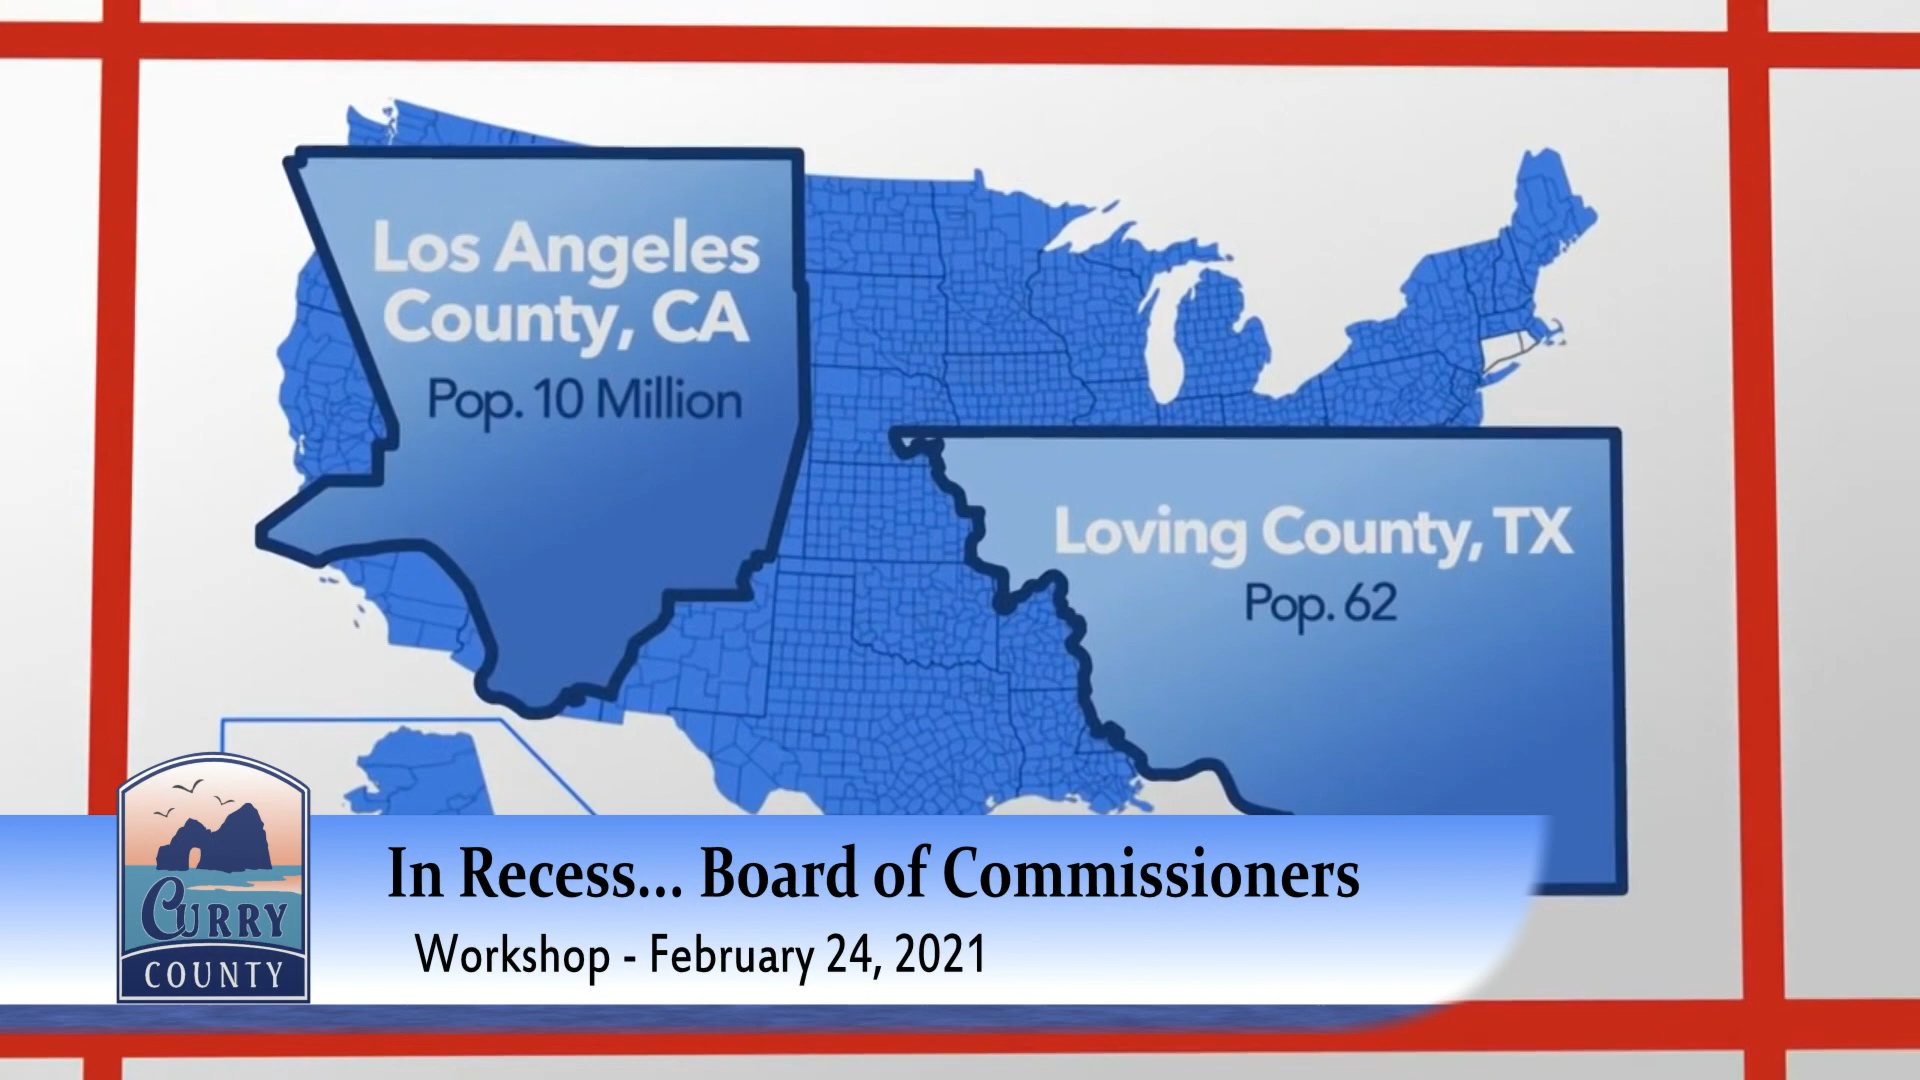 Los Angeles
County, CA
Pop. 10 Million
Loving County, TX
Pop. 62
In Recess... Board of Commissioners
Workshop - February 24, 2021
CURRY
COUNTY